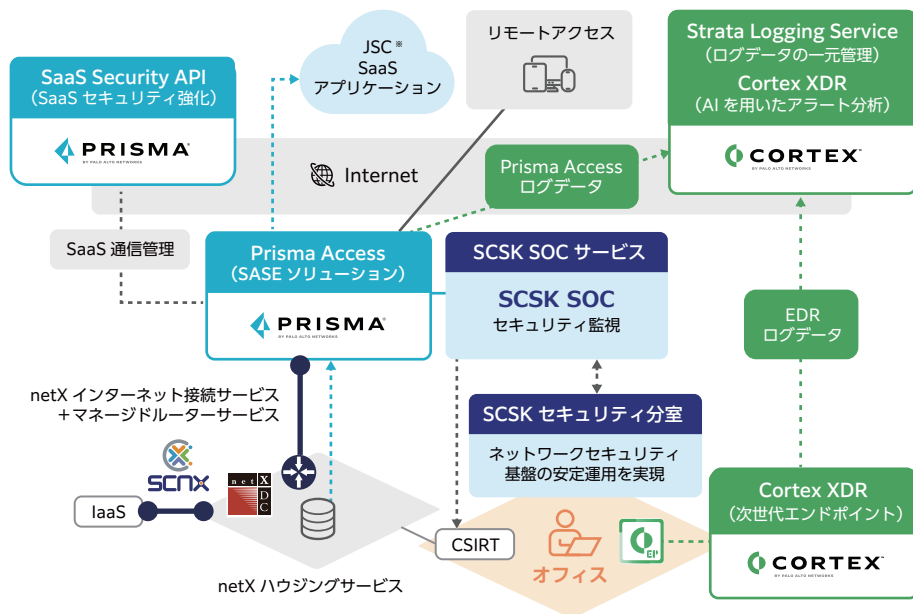 JSC ※
SaaS
アプリケーション
リモートアクセス
Strata Logging Service
(ログデータの一元管理)
Cortex XDR
(AI を用いたアラート分析)
CORTEX™
BY PALO ALTO NETWORKS
SaaS Security API
(SaaS セキュリティ強化)
PRISMA®
BY PALO ALTO NETWORKS
Internet
Prisma Access
ログデータ
SaaS 通信管理
Prisma Access
(SASE ソリューション)
PRISMA®
BY PALO ALTO NETWORKS
SCSK SOC サービス
SCSK SOC
セキュリティ監視
EDR
ログデータ
netX インターネット接続サービス
+マネージドルーターサービス
SCSK セキュリティ分室
ネットワークセキュリティ
基盤の安定運用を実現
SCNX
netX
DC
IaaS
CSIRT
オフィス
EP
Cortex XDR
(次世代エンドポイント)
CORTEX™
BY PALO ALTO NETWORKS
netX ハウジングサービス